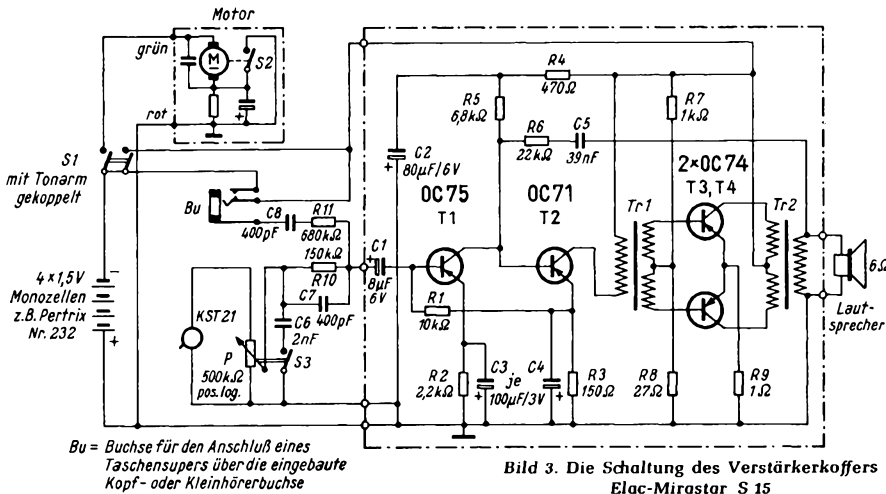 Motor
grün
M
S2
rot
S1
mit Tonarm
gekoppelt
Bu
C8
400pF
R11
680kΩ
150kΩ
R10
C7
400pF
C6
2nF
S3
KST 21
P
500kΩ
pos.log.
4×1,5V
Monozellen
z.B. Pertrix
Nr. 232
−
+
C1
+
8µF
6V
C2
80µF/6V
+
R5
6,8kΩ
R4
470Ω
R6
22kΩ
C5
39nF
R7
1kΩ
OC75
T1
OC71
T2
2×OC74
T3, T4
Tr1
Tr2
6Ω
Laut-
sprecher
R1
10kΩ
R2
2,2kΩ
C3
je
100µF/3V
C4
+
+
R3
150Ω
R8
27Ω
R9
1Ω
Bu = Buchse für den Anschluß eines
Taschensupers über die eingebaute
Kopf- oder Kleinhörerbuchse
Bild 3. Die Schaltung des Verstärkerkoffers
Elac-Mirastar S 15